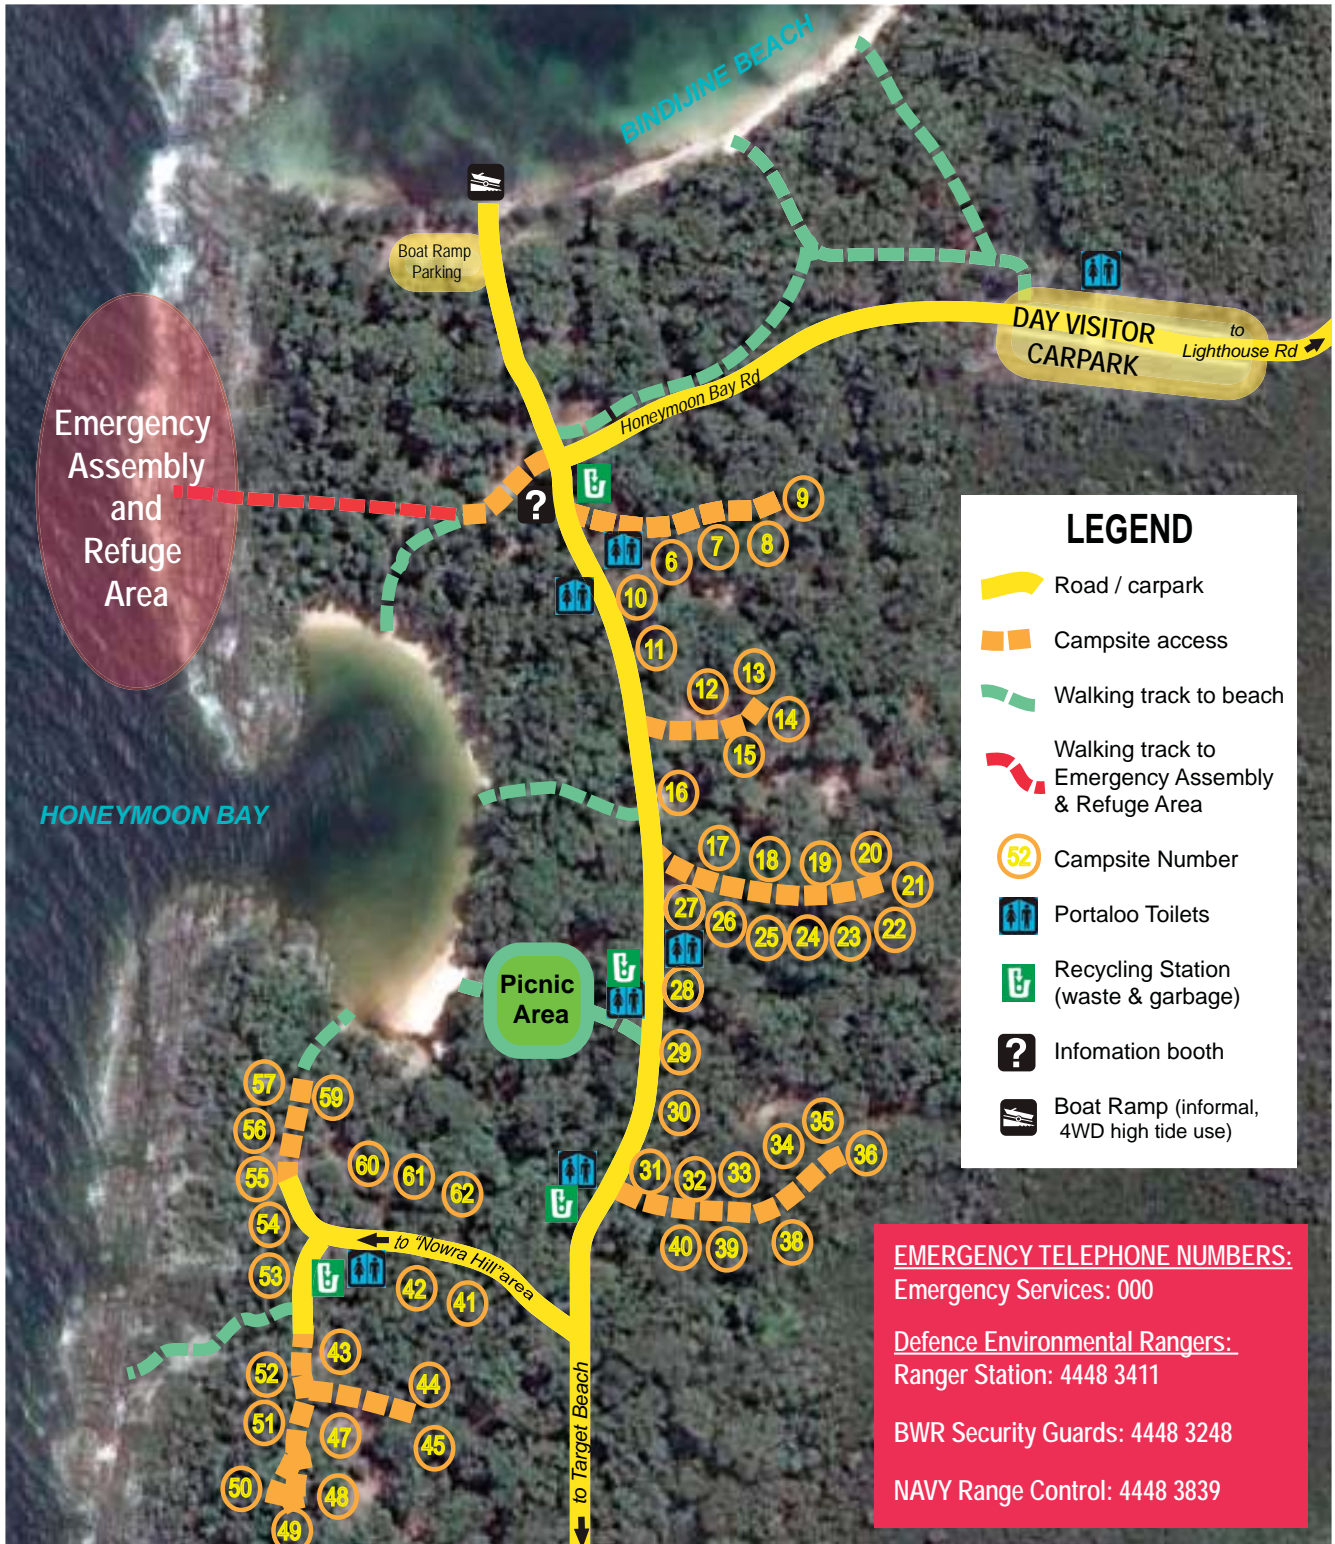 BINDIJINE BEACH
Boat Ramp
Parking
DAY VISITOR
CARPARK
to
Lighthouse Rd
Honeymoon Bay Rd
Emergency
Assembly
and
Refuge
Area
?
9
6
7
8
10
11
12
13
14
15
16
HONEYMOON BAY
17
18
19
20
21
27
26
25
24
23
22
Picnic
Area
28
29
30
31
32
33
34
35
36
40
39
38
57
59
56
55
60
61
62
54
53
to "Nowra Hill" area
42
41
43
52
44
51
47
45
50
48
49
to Target Beach
LEGEND
Road / carpark
Campsite access
Walking track to beach
Walking track to
Emergency Assembly
& Refuge Area
52
Campsite Number
Portaloo Toilets
Recycling Station
(waste & garbage)
?
Infomation booth
Boat Ramp (informal,
4WD high tide use)
EMERGENCY TELEPHONE NUMBERS:
Emergency Services: 000
Defence Environmental Rangers:
Ranger Station: 4448 3411
BWR Security Guards: 4448 3248
NAVY Range Control: 4448 3839